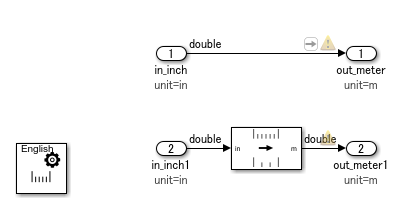 double
1
1
in_inch
out_meter
unit=in
unit=m
double
double
English
2
in
m
2
in_inch1
out_meter1
unit=in
unit=m